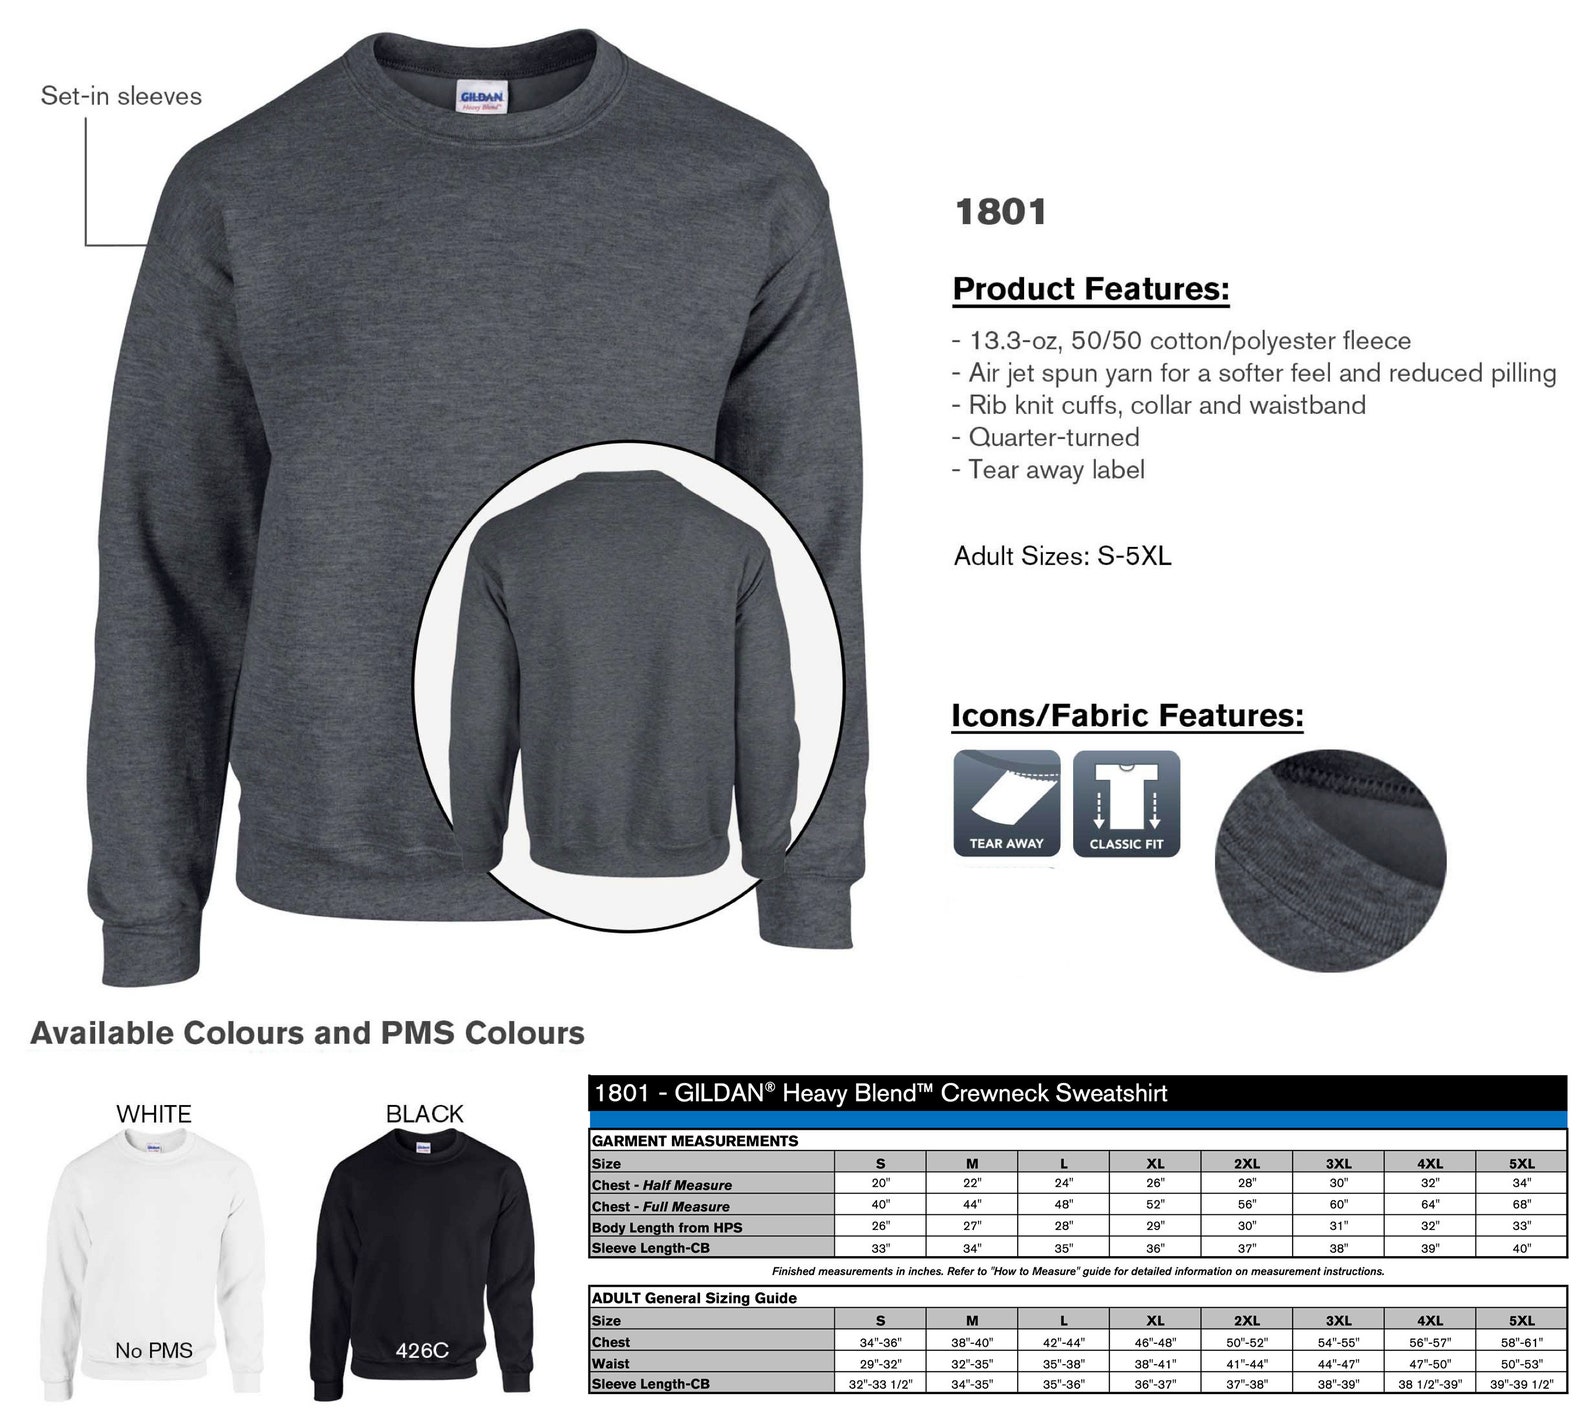 Set-in sleeves
GILDAN
Heavy Blend™
1801
Product Features:
- 13.3-oz, 50/50 cotton/polyester fleece
- Air jet spun yarn for a softer feel and reduced pilling
- Rib knit cuffs, collar and waistband
- Quarter-turned
- Tear away label
Adult Sizes: S-5XL
Icons/Fabric Features:
TEAR AWAY
CLASSIC FIT
Available Colours and PMS Colours
WHITE
GILDAN
No PMS
BLACK
GILDAN
426C
1801 - GILDAN® Heavy Blend™ Crewneck Sweatshirt
GARMENT MEASUREMENTS
Size S M L XL 2XL 3XL 4XL 5XL
Chest - Half Measure 20" 22" 24" 26" 28" 30" 32" 34"
Chest - Full Measure 40" 44" 48" 52" 56" 60" 64" 68"
Body Length from HPS 26" 27" 28" 29" 30" 31" 32" 33"
Sleeve Length-CB 33" 34" 35" 36" 37" 38" 39" 40"
Finished measurements in inches. Refer to "How to Measure" guide for detailed information on measurement instructions.
ADULT General Sizing Guide
Size S M L XL 2XL 3XL 4XL 5XL
Chest 34"-36" 38"-40" 42"-44" 46"-48" 50"-52" 54"-55" 56"-57" 58"-61"
Waist 29"-32" 32"-35" 35"-38" 38"-41" 41"-44" 44"-47" 47"-50" 50"-53"
Sleeve Length-CB 32"-33 1/2" 34"-35" 35"-36" 36"-37" 37"-38" 38"-39" 38 1/2"-39" 39"-39 1/2"